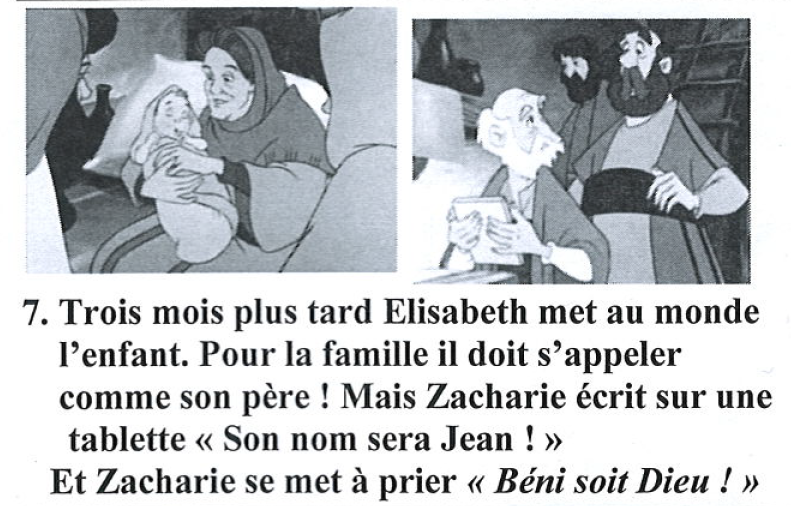 7. Trois mois plus tard Elisabeth met au monde
l’enfant. Pour la famille il doit s’appeler
comme son père ! Mais Zacharie écrit sur une
tablette « Son nom sera Jean ! »
Et Zacharie se met à prier « Béni soit Dieu ! »